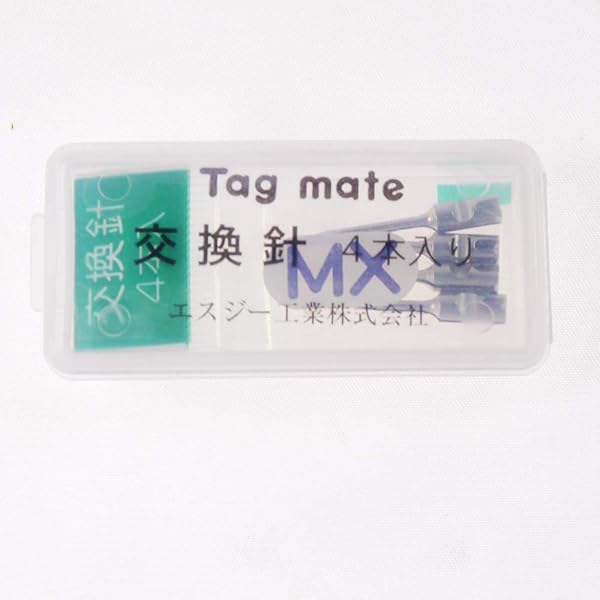 Tag mate
交換針 4本入り
MX
エスジー工業株式会社
交換針
4本入